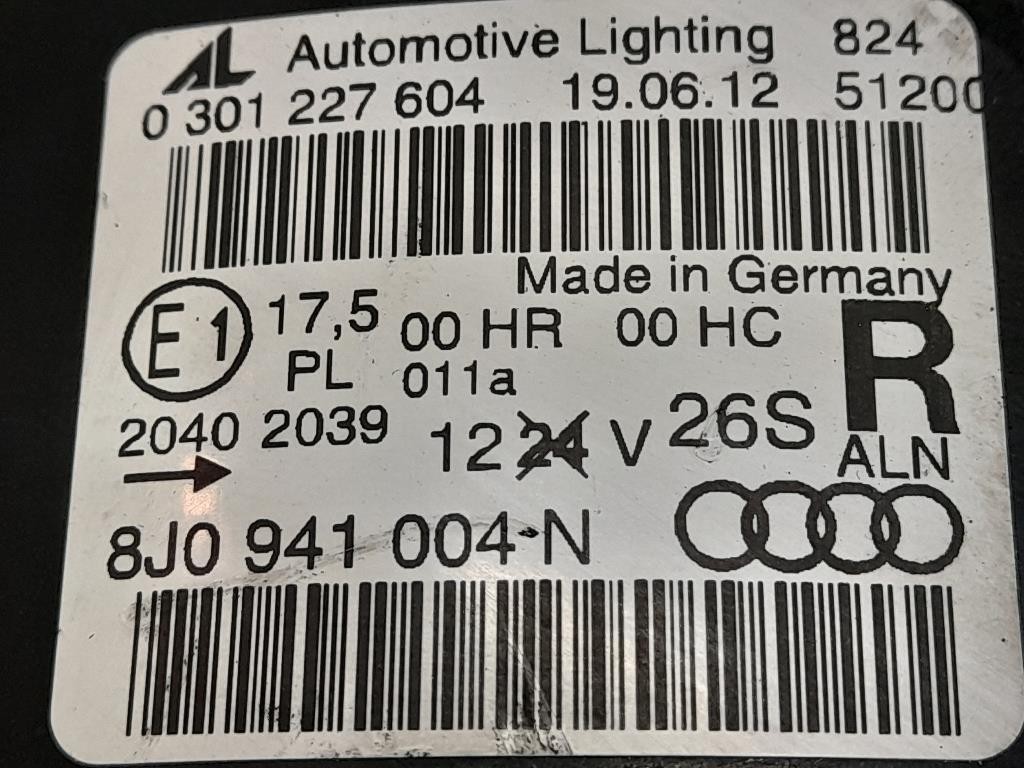 AL Automotive Lighting 824
0 301 227 604 19.06.12 51200
Made in Germany
E1 17,5 00 HR 00 HC R
PL 011a
2040 2039 12 24 V 26S ALN
8J0 941 004 N